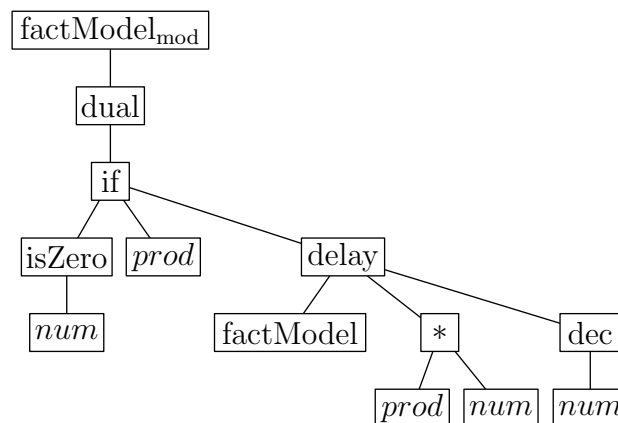 factModel_mod
dual
if
isZero prod delay
num factModel * dec
prod num num